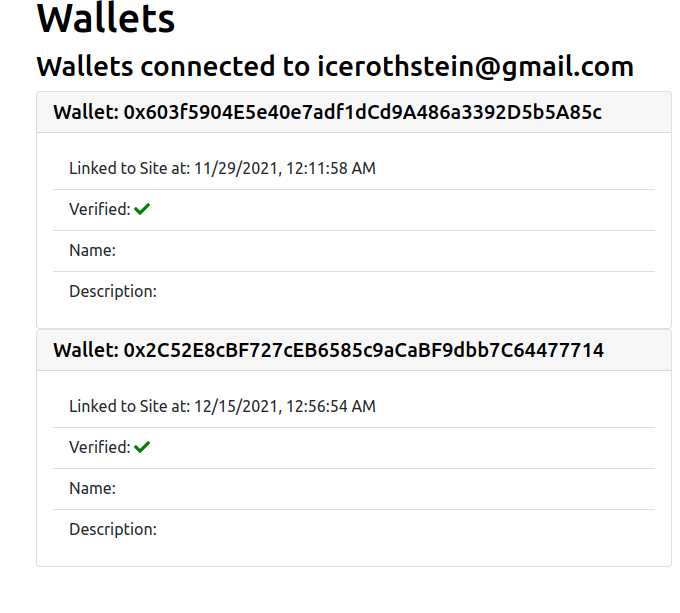 Wallets
Wallets connected to icerothstein@gmail.com
Wallet: 0x603f5904E5e40e7adf1dCd9A486a3392D5b5A85c
Linked to Site at: 11/29/2021, 12:11:58 AM
Verified:
Name:
Description:
Wallet: 0x2C52E8cBF727cEB6585c9aCaBF9dbb7C64477714
Linked to Site at: 12/15/2021, 12:56:54 AM
Verified:
Name:
Description: